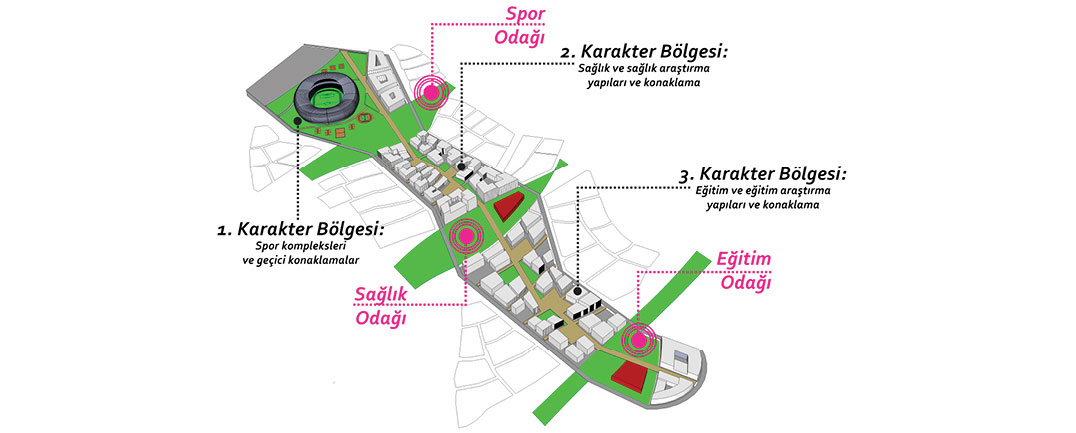 Spor
Odağı
2. Karakter Bölgesi:
Sağlık ve sağlık araştırma
yapıları ve konaklama
3. Karakter Bölgesi:
Eğitim ve eğitim araştırma
yapıları ve konaklama
1. Karakter Bölgesi:
Spor kompleksleri
ve geçici konaklamalar
Eğitim
Odağı
Sağlık
Odağı